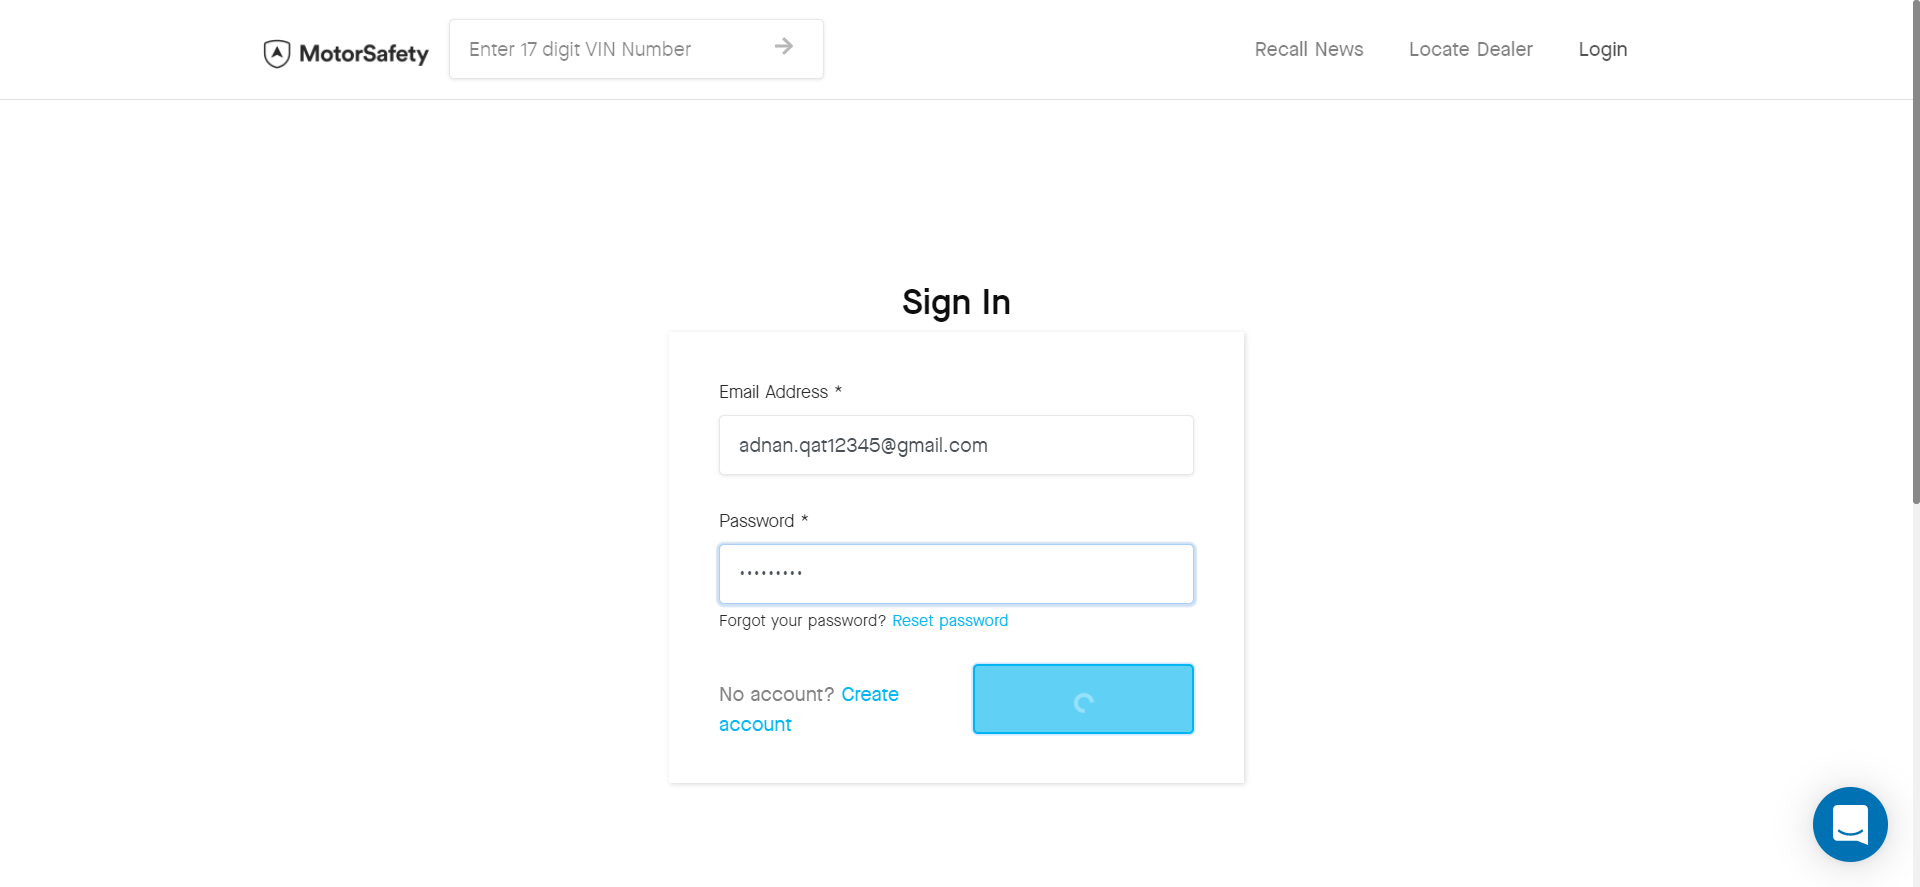 MotorSafety
Enter 17 digit VIN Number
Recall News
Locate Dealer
Login
Sign In
Email Address *
adnan.qat12345@gmail.com
Password *
•••••••••
Forgot your password? Reset password
No account? Create
account